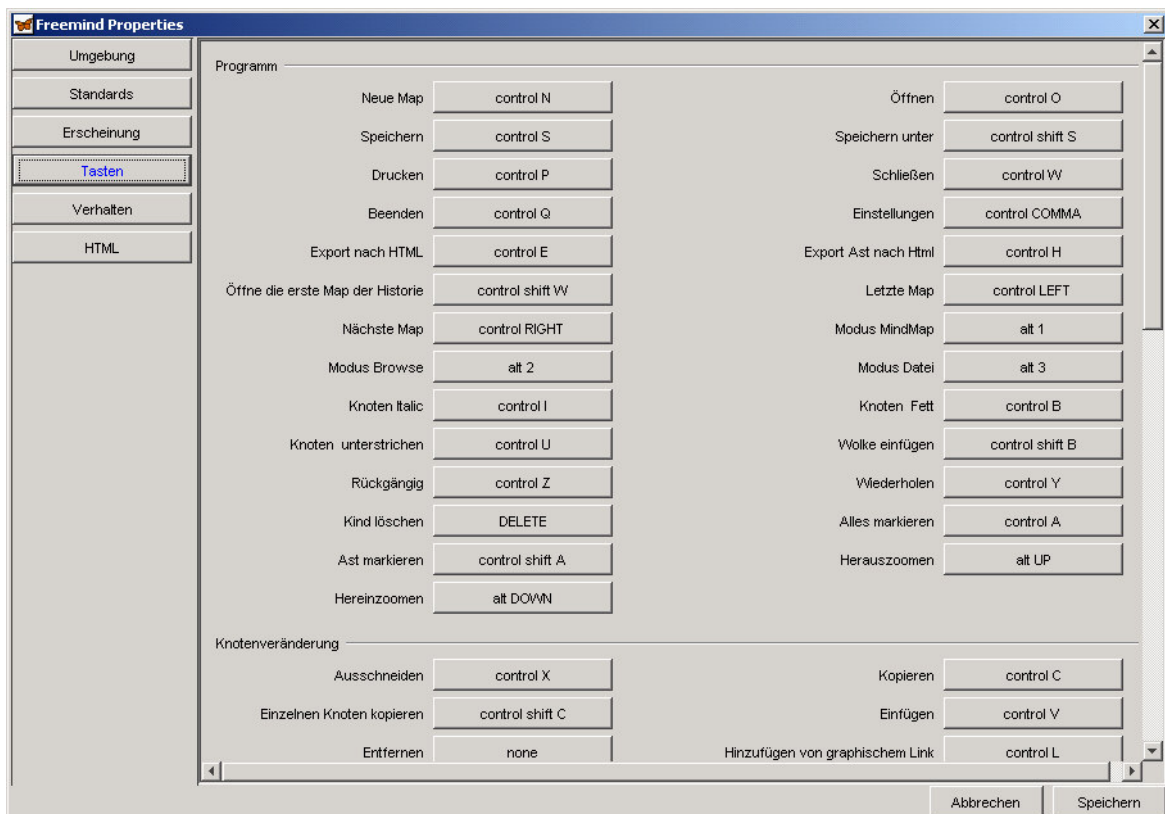 Freemind Properties
Umgebung
Standards
Erscheinung
Tasten
Verhalten
HTML
Programm
Neue Map control N Öffnen control O
Speichern control S Speichern unter control shift S
Drucken control P Schließen control W
Beenden control Q Einstellungen control COMMA
Export nach HTML control E Export Ast nach Html control H
Öffne die erste Map der Historie control shift W Letzte Map control LEFT
Nächste Map control RIGHT Modus MindMap alt 1
Modus Browse alt 2 Modus Datei alt 3
Knoten Italic control I Knoten Fett control B
Knoten unterstrichen control U Wolke einfügen control shift B
Rückgängig control Z Wiederholen control Y
Kind löschen DELETE Alles markieren control A
Ast markieren control shift A Herauszoomen alt UP
Hereinzoomen alt DOWN
Knotenveränderung
Ausschneiden control X Kopieren control C
Einzelnen Knoten kopieren control shift C Einfügen control V
Entfernen none Hinzufügen von graphischem Link control L
Abbrechen Speichern